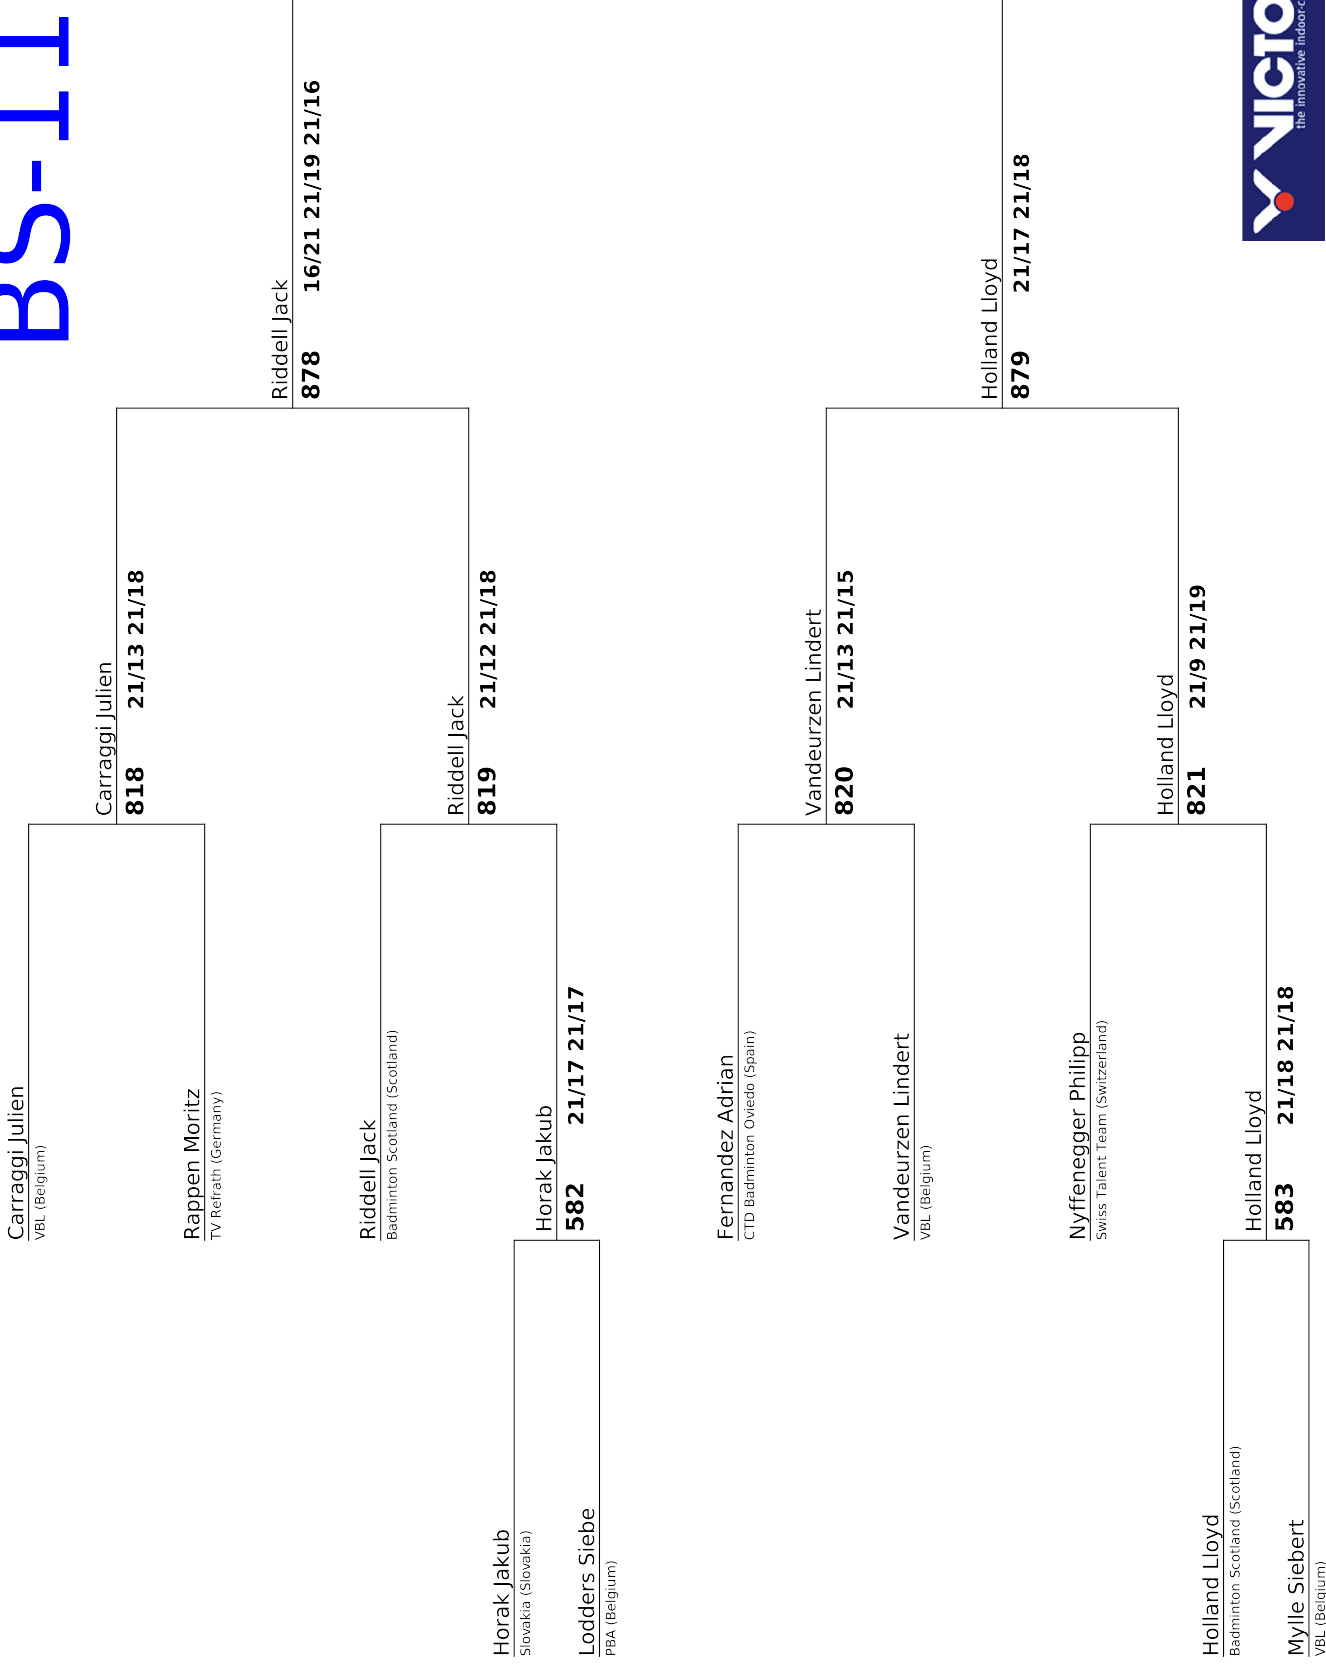 BS-II
Carraggi Julien
VBL (Belgium)
Rappen Moritz
TV Refrath (Germany)
Riddell Jack
Badminton Scotland (Scotland)
Horak Jakub
Slovakia (Slovakia)
Lodders Siebe
PBA (Belgium)
Horak Jakub
582 21/17 21/17
Carraggi Julien
818 21/13 21/18
Riddell Jack
819 21/12 21/18
Riddell Jack
878 16/21 21/19 21/16
Fernandez Adrian
CTD Badminton Oviedo (Spain)
Vandeurzen Lindert
VBL (Belgium)
Nyffenegger Philipp
Swiss Talent Team (Switzerland)
Holland Lloyd
Badminton Scotland (Scotland)
Mylle Siebert
VBL (Belgium)
Holland Lloyd
583 21/18 21/18
Vandeurzen Lindert
820 21/13 21/15
Holland Lloyd
821 21/9 21/19
Holland Lloyd
879 21/17 21/18
VICTO
the innovative indoor-c